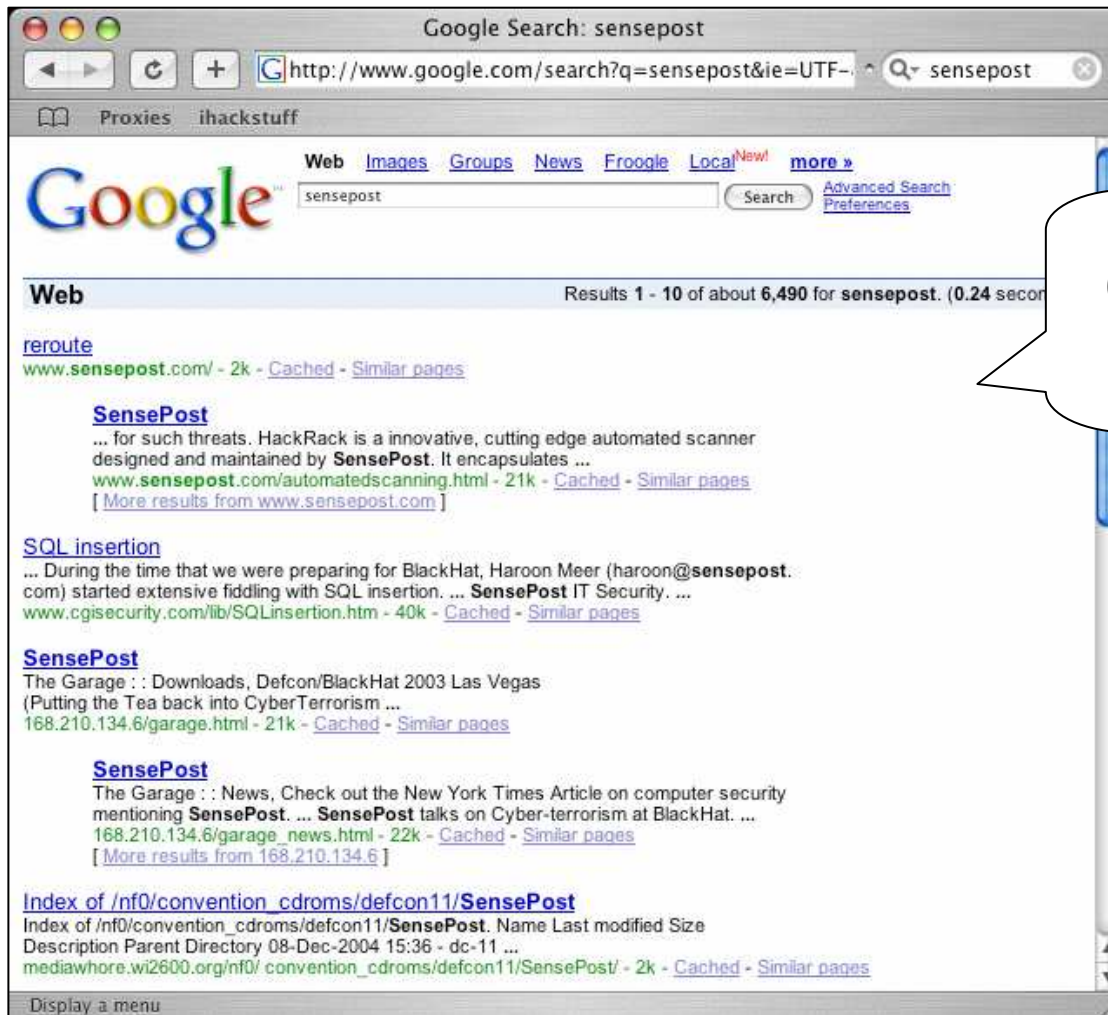 Google Search: sensepost
http://www.google.com/search?q=sensepost&ie=UTF-
sensepost
Proxies ihackstuff
Google
Web Images Groups News Froogle Local New! more »
sensepost
Search
Advanced Search
Preferences
Web
Results 1 - 10 of about 6,490 for sensepost. (0.24 secon
reroute
www.sensepost.com/ - 2k - Cached - Similar pages
SensePost
... for such threats. HackRack is a innovative, cutting edge automated scanner
designed and maintained by SensePost. It encapsulates ...
www.sensepost.com/automatedscanning.html - 21k - Cached - Similar pages
[ More results from www.sensepost.com ]
SQL insertion
... During the time that we were preparing for BlackHat, Haroon Meer (haroon@sensepost.
com) started extensive fiddling with SQL insertion. ... SensePost IT Security. ...
www.cgisecurity.com/lib/SQLinsertion.htm - 40k - Cached - Similar pages
SensePost
The Garage : : Downloads, Defcon/BlackHat 2003 Las Vegas
(Putting the Tea back into CyberTerrorism ...
168.210.134.6/garage.html - 21k - Cached - Similar pages
SensePost
The Garage : : News, Check out the New York Times Article on computer security
mentioning SensePost. ... SensePost talks on Cyber-terrorism at BlackHat. ...
168.210.134.6/garage_news.html - 22k - Cached - Similar pages
[ More results from 168.210.134.6 ]
Index of /nf0/convention_cdroms/defcon11/SensePost
Index of /nf0/convention_cdroms/defcon11/SensePost. Name Last modified Size
Description Parent Directory 08-Dec-2004 15:36 - dc-11 ...
mediawhore.wi2600.org/nf0/ convention_cdroms/defcon11/SensePost/ - 2k - Cached - Similar pages
Display a menu